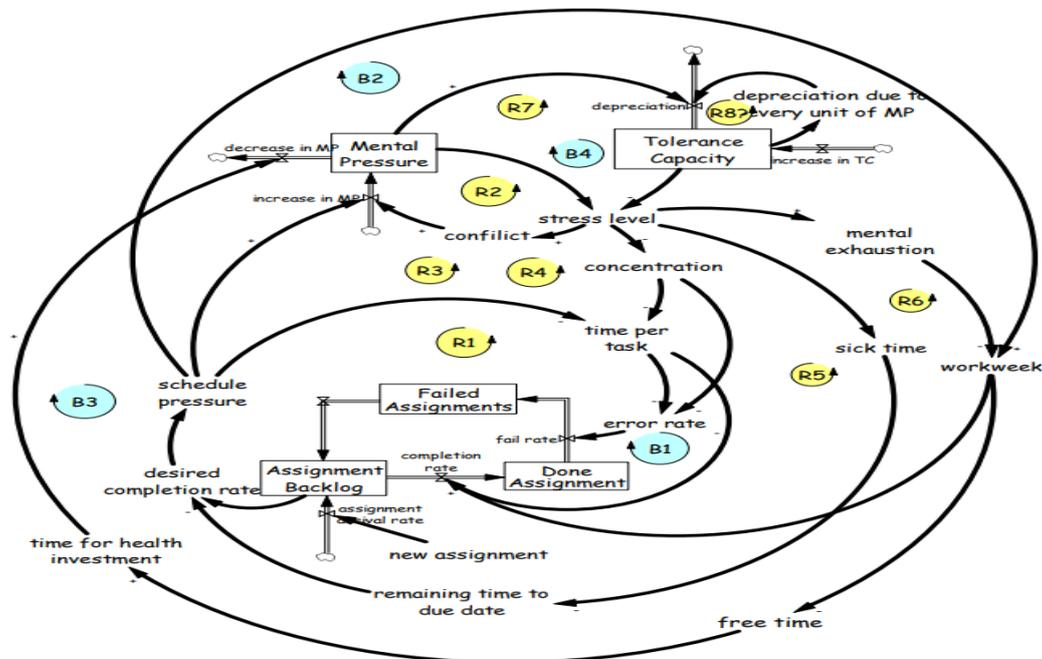 B2
R7
depreciation
R8?
depreciation due to
every unit of MP
decrease in MP
Mental
Pressure
B4
Tolerance
Capacity
increase in TC
increase in MP
R2
stress level
confilict
mental
exhaustion
R3
R4
concentration
R6
R1
time per
task
sick time
workweek
R5
schedule
pressure
B3
Failed
Assignments
error rate
fail rate
B1
completion
rate
desired
completion rate
Assignment
Backlog
Done
Assignment
assignment
arrival rate
time for health
investment
new assignment
remaining time to
due date
free time